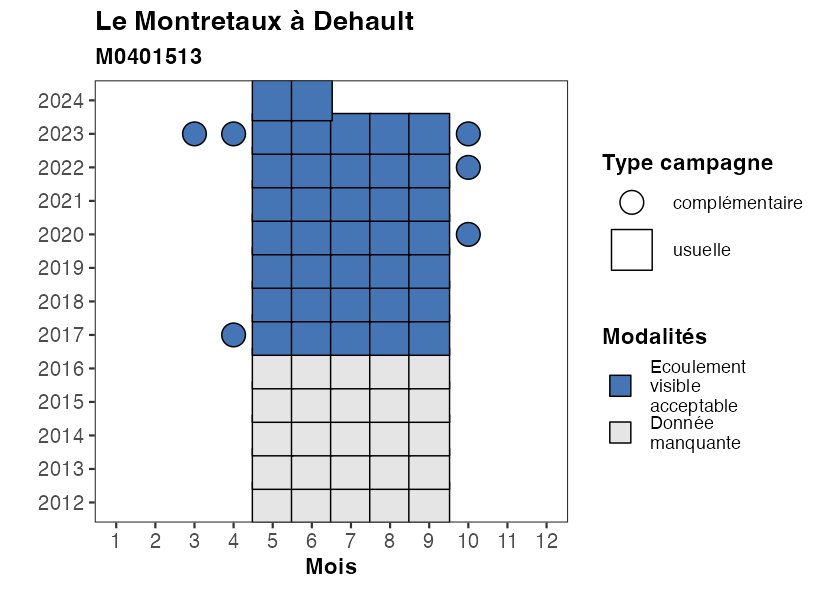 Le Montretaux à Dehault
M0401513
2024
2023
2022
2021
2020
2019
2018
2017
2016
2015
2014
2013
2012
1 2 3 4 5 6 7 8 9 10 11 12
Mois
Type campagne
complémentaire
usuelle
Modalités
Ecoulement
visible
acceptable
Donnée
manquante